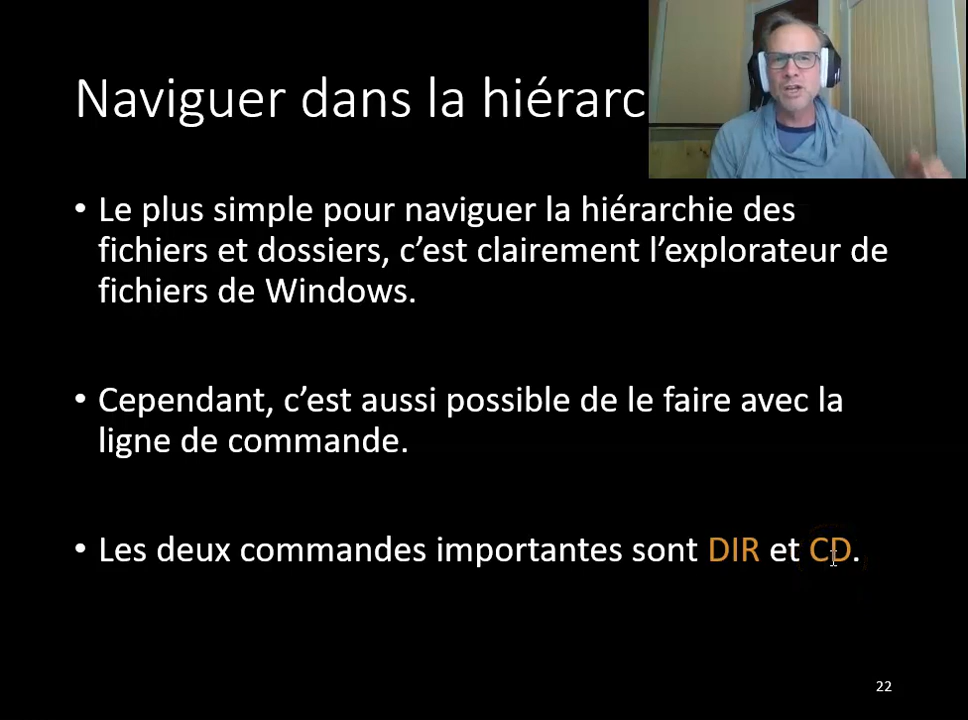 Naviguer dans la hiérarc
• Le plus simple pour naviguer la hiérarchie des
fichiers et dossiers, c’est clairement l’explorateur de
fichiers de Windows.
• Cependant, c’est aussi possible de le faire avec la
ligne de commande.
• Les deux commandes importantes sont DIR et CD.
22